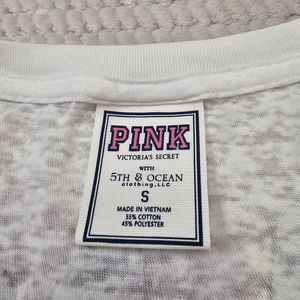 PINK
VICTORIA'S SECRET
WITH
5TH & OCEAN
clothing, LLC
S
MADE IN VIETNAM
55% COTTON
45% POLYESTER